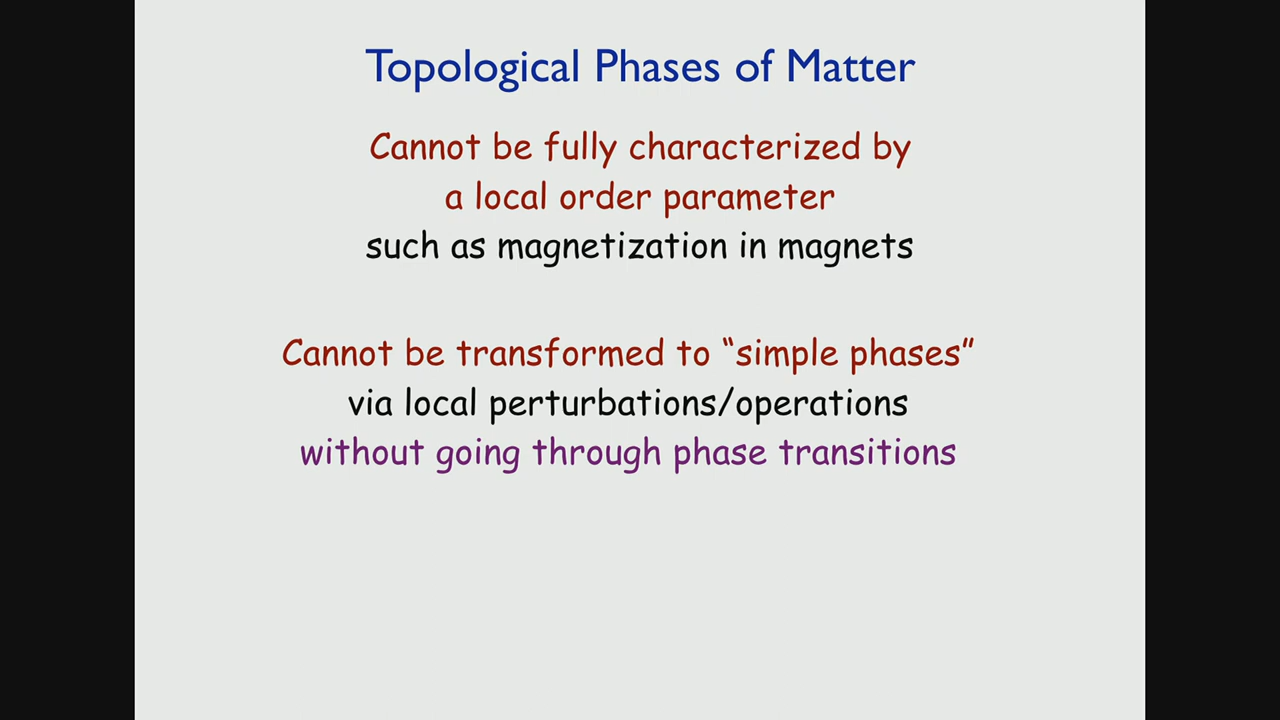 Topological Phases of Matter
Cannot be fully characterized by
a local order parameter
such as magnetization in magnets
Cannot be transformed to “simple phases”
via local perturbations/operations
without going through phase transitions